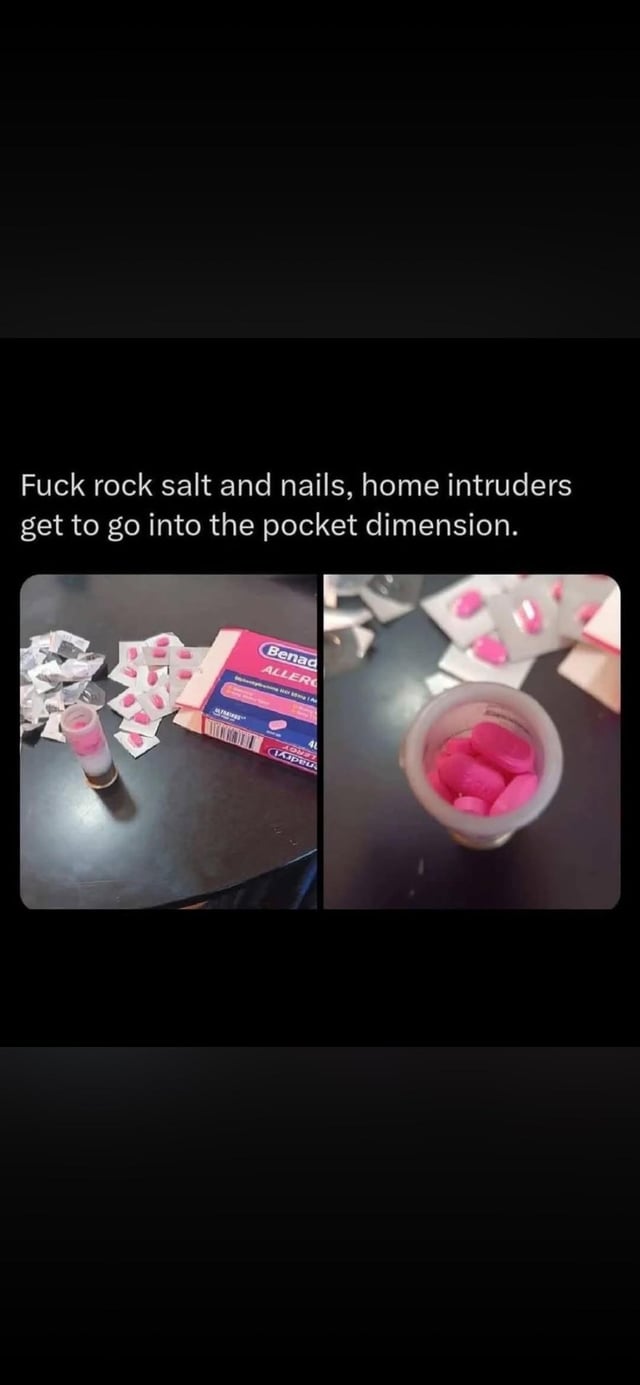 Fuck rock salt and nails, home intruders
get to go into the pocket dimension.
Benad
ALLERG